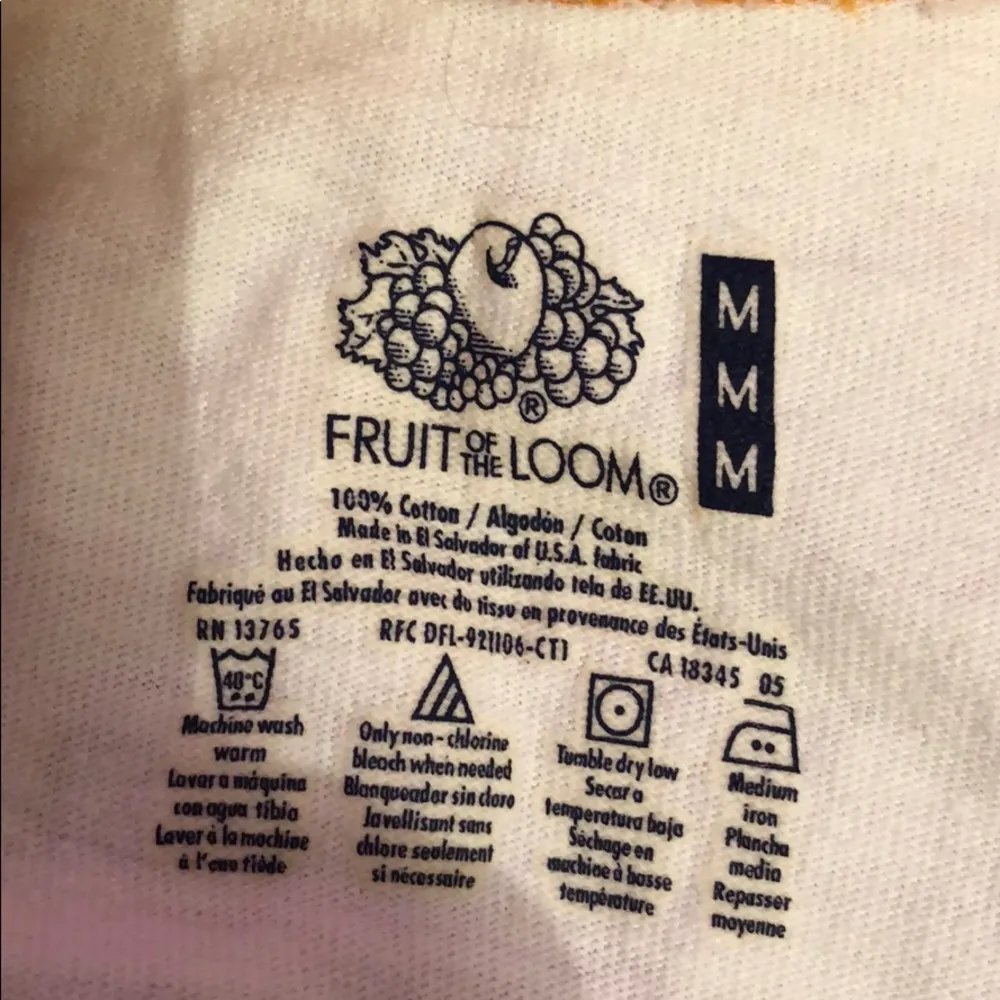 M
M
M
®
FRUIT OF THE LOOM®
100% Cotton / Algodón / Coton
Made in El Salvador of U.S.A. fabric
Hecho en El Salvador utilizando tela de EE.UU.
Fabriqué au El Salvador avec du tissu en provenance des États-Unis
RN 13765 RFC DFL-921106-CT1 CA 18345 05
40°C
Machine wash
warm
Lavar a máquina
con agua tibia
Laver à la machine
à l'eau tiède
Only non-chlorine
bleach when needed
Blanqueador sin cloro
Javellisant sans
chlore seulement
si nécessaire
Tumble dry low
Secar a
temperatura baja
Séchage en
machine à basse
température
Medium
iron
Plancha
media
Repasser
moyenne